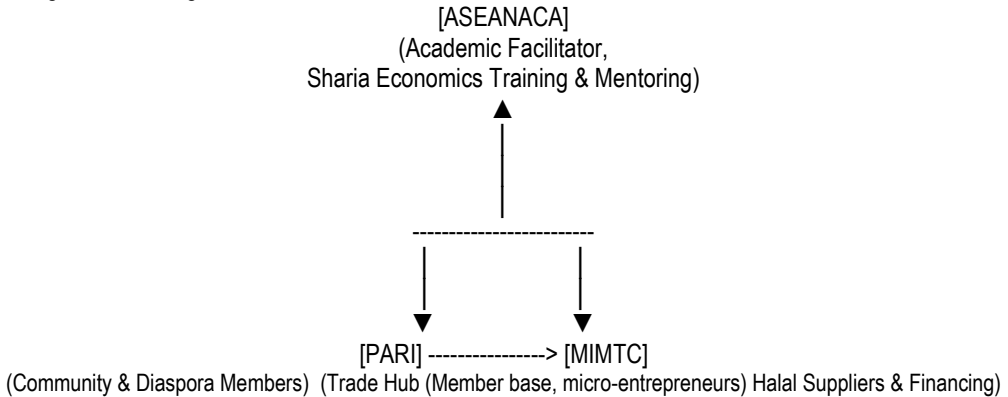 [ASEANACA]
(Academic Facilitator,
Sharia Economics Training & Mentoring)
--------------------------
[PARI] ----------------> [MIMTC]
(Community & Diaspora Members) (Trade Hub (Member base, micro-entrepreneurs) Halal Suppliers & Financing)